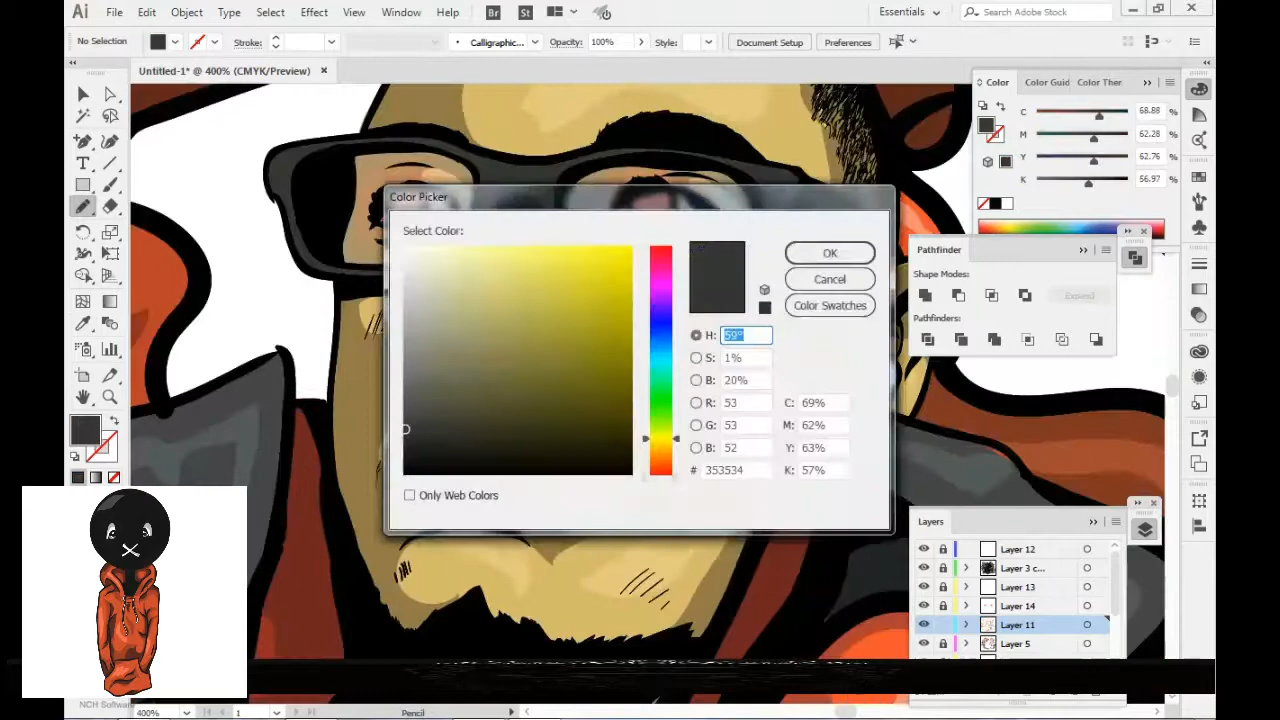 Ai File Edit Object Type Select Effect View Window Help Br St Essentials Search Adobe Stock
No Selection Stroke: Calligraphic... Opacity: 100% Style: Document Setup Preferences
Untitled-1* @ 400% (CMYK/Preview)
Color Color Guid Color Ther
C 68.88 %
M 62.28 %
Y 62.76 %
K 56.97 %
Color Picker
Select Color:
OK
Cancel
Color Swatches
H: 59°
S: 1%
B: 20%
R: 53 C: 69%
G: 53 M: 62%
B: 52 Y: 63%
# 353534 K: 57%
Only Web Colors
Pathfinder
Shape Modes:
Expand
Pathfinders:
Layers
Layer 12
Layer 3 c...
Layer 13
Layer 14
Layer 11
Layer 5
NCH Softwar
400% 1 Pencil